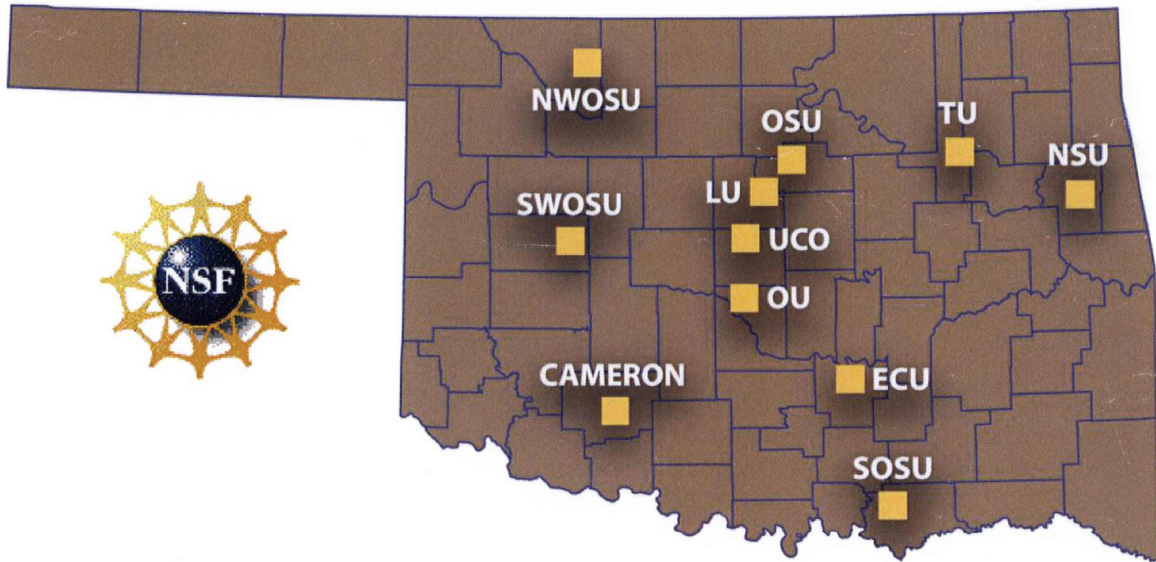 NWOSU
OSU
TU
NSU
LU
SWOSU
UCO
NSF
OU
CAMERON
ECU
SOSU